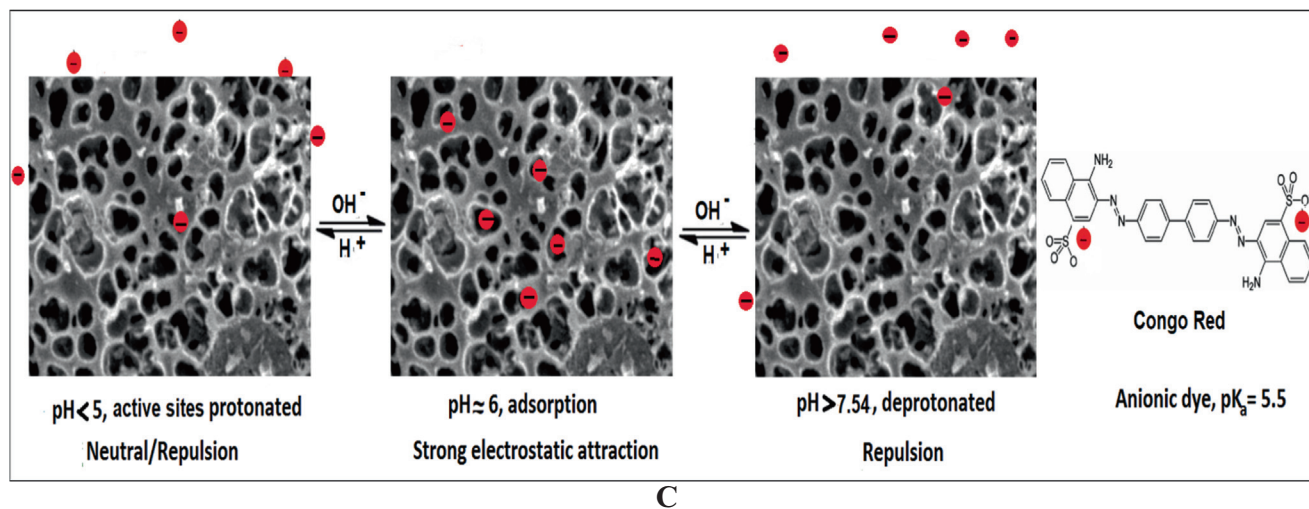 OH⁻
H⁺
OH⁻
H⁺
pH<5, active sites protonated
Neutral/Repulsion
pH≈6, adsorption
Strong electrostatic attraction
pH>7.54, deprotonated
Repulsion
NH₂
N
N
N
N
S
O
O
O
S
O
O
O
H₂N
Congo Red
Anionic dye, pKₐ= 5.5
C